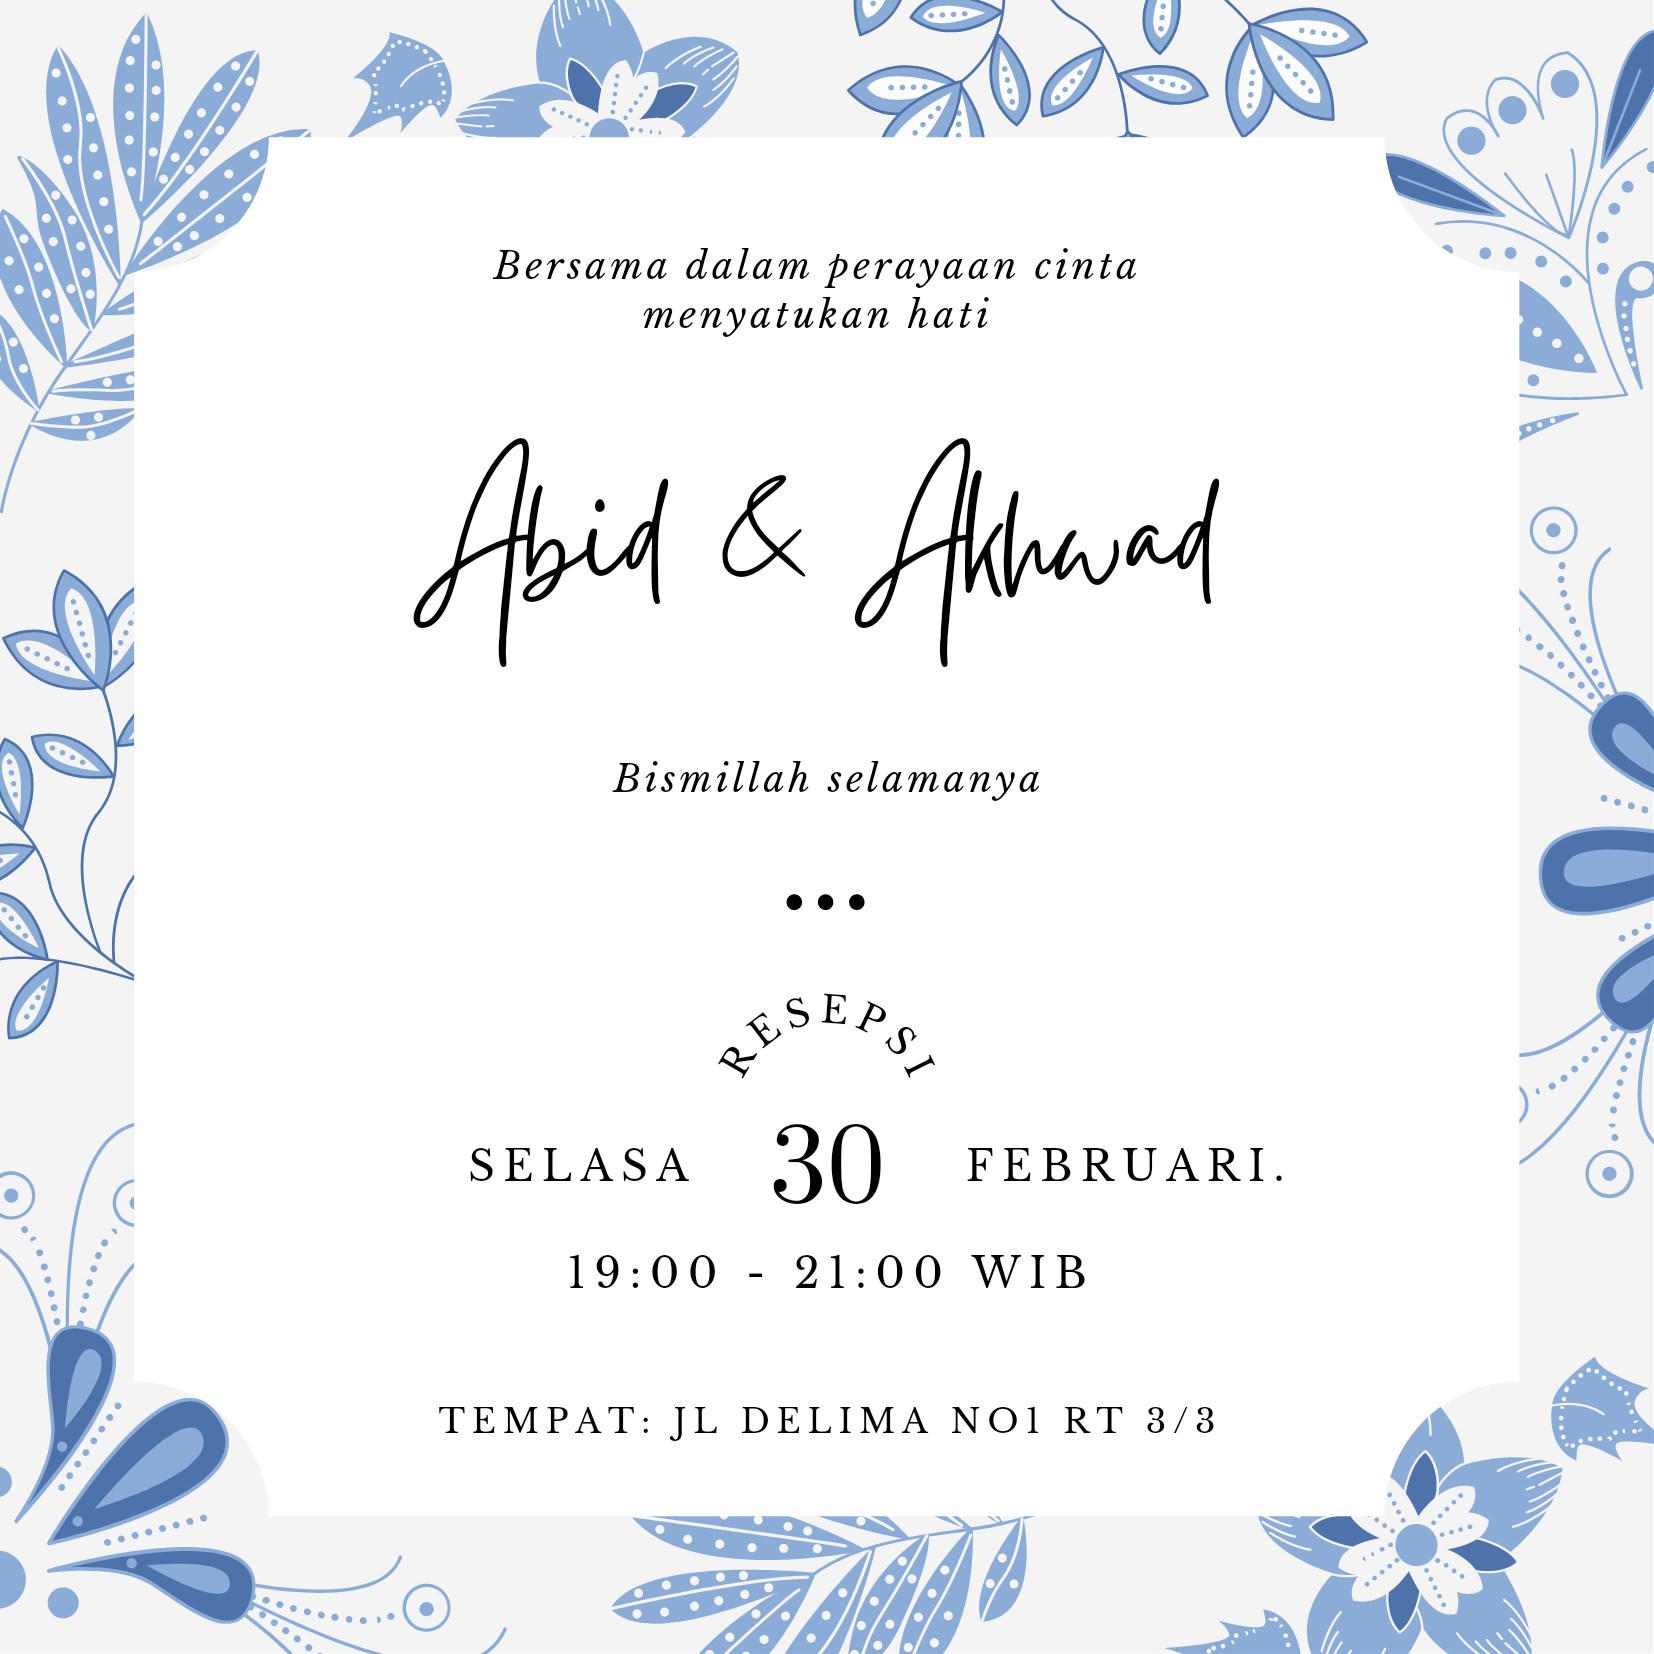 Bersama dalam perayaan cinta
menyatukan hati
Abid & Akhwad
Bismillah selamanya
•••
RESEPSI
SELASA 30 FEBRUARI.
19:00 - 21:00 WIB
TEMPAT: JL DELIMA NO1 RT 3/3